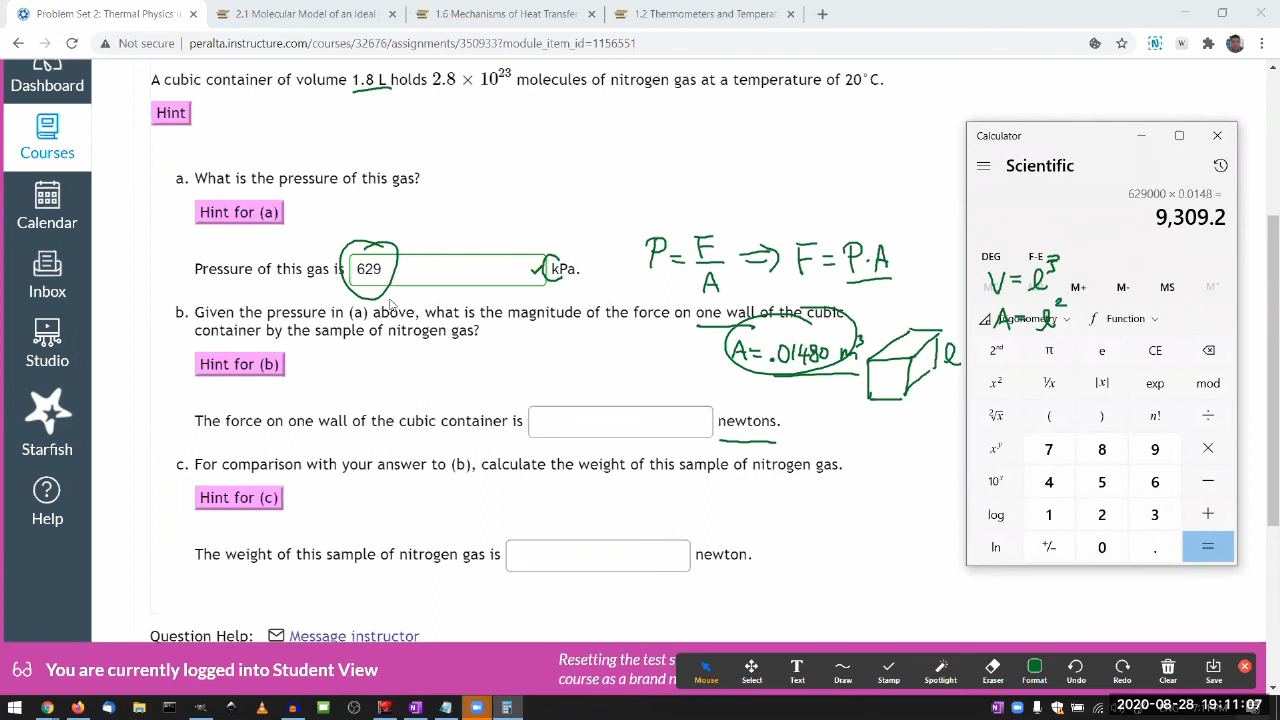 Problem Set 2: Thermal Physics
2.1 Molecular Model of an Ideal
1.6 Mechanisms of Heat Transfer
1.2 Thermometers and Temperat
Not secure peralta.instructure.com/courses/32676/assignments/350933?module_item_id=1156551
A cubic container of volume 1.8 L holds 2.8 × 10²³ molecules of nitrogen gas at a temperature of 20°C.
Hint
Dashboard
Courses
Calendar
Inbox
Studio
Starfish
Help
a. What is the pressure of this gas?
Hint for (a)
Pressure of this gas is 629 kPa.
P = F/A ⇒ F = P·A
b. Given the pressure in (a) above, what is the magnitude of the force on one wall of the cubic
container by the sample of nitrogen gas?
A = .01480 m³
l
Hint for (b)
The force on one wall of the cubic container is newtons.
c. For comparison with your answer to (b), calculate the weight of this sample of nitrogen gas.
Hint for (c)
The weight of this sample of nitrogen gas is newton.
Question Help: Message instructor
Calculator
Scientific
629000 × 0.0148 =
9,309.2
DEG F-E
V = l³
M+ M- MS
A = l²
Function
2ⁿᵈ π e CE
x² ¹/x |x| exp mod
³√x ( ) n! ÷
xʸ 7 8 9 ×
10ˣ 4 5 6 −
log 1 2 3 +
ln +/− 0 . =
You are currently logged into Student View
Resetting the test s
course as a brand n
Mouse Select Text Draw Stamp Spotlight Eraser Format Undo Redo Clear Save
2020-08-28 19:11:07